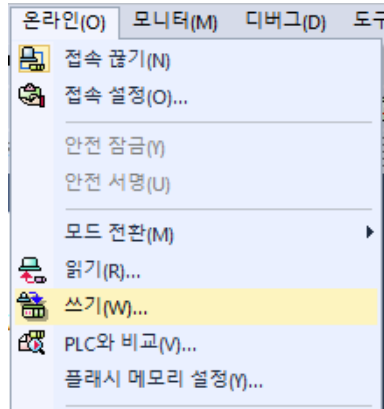 온라인(O) 모니터(M) 디버그(D) 도구
접속 끊기(N)
접속 설정(O)...
안전 잠금(Y)
안전 서명(U)
모드 전환(M)
읽기(R)...
쓰기(W)...
PLC와 비교(V)...
플래시 메모리 설정(Y)...